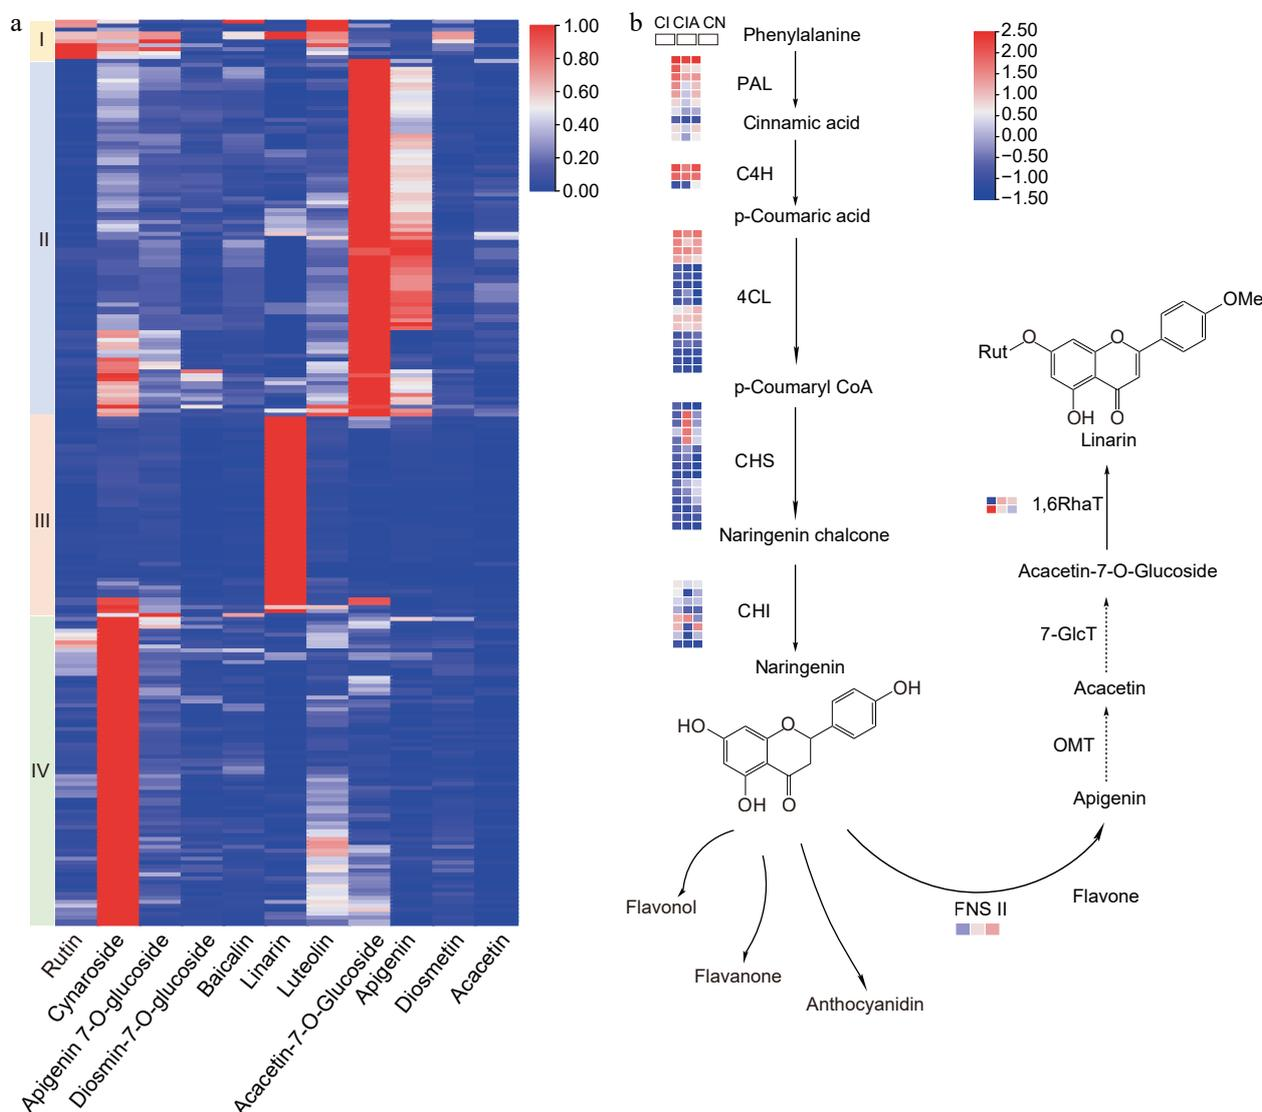 a
I
II
III
IV
1.00
0.80
0.60
0.40
0.20
0.00
Rutin
Cynaroside
Apigenin 7-O-glucoside
Diosmin-7-O-glucoside
Baicalin
Linarin
Luteolin
Acacetin-7-O-Glucoside
Apigenin
Diosmetin
Acacetin
b
CI CIA CN
Phenylalanine
PAL
Cinnamic acid
C4H
p-Coumaric acid
4CL
p-Coumaryl CoA
CHS
Naringenin chalcone
CHI
Naringenin
OH
HO
O
OH
O
Flavonol
Flavanone
Anthocyanidin
FNS II
Flavone
Apigenin
OMT
Acacetin
7-GlcT
Acacetin-7-O-Glucoside
1,6RhaT
Linarin
OH
O
Rut
O
O
OMe
2.50
2.00
1.50
1.00
0.50
0.00
−0.50
−1.00
−1.50